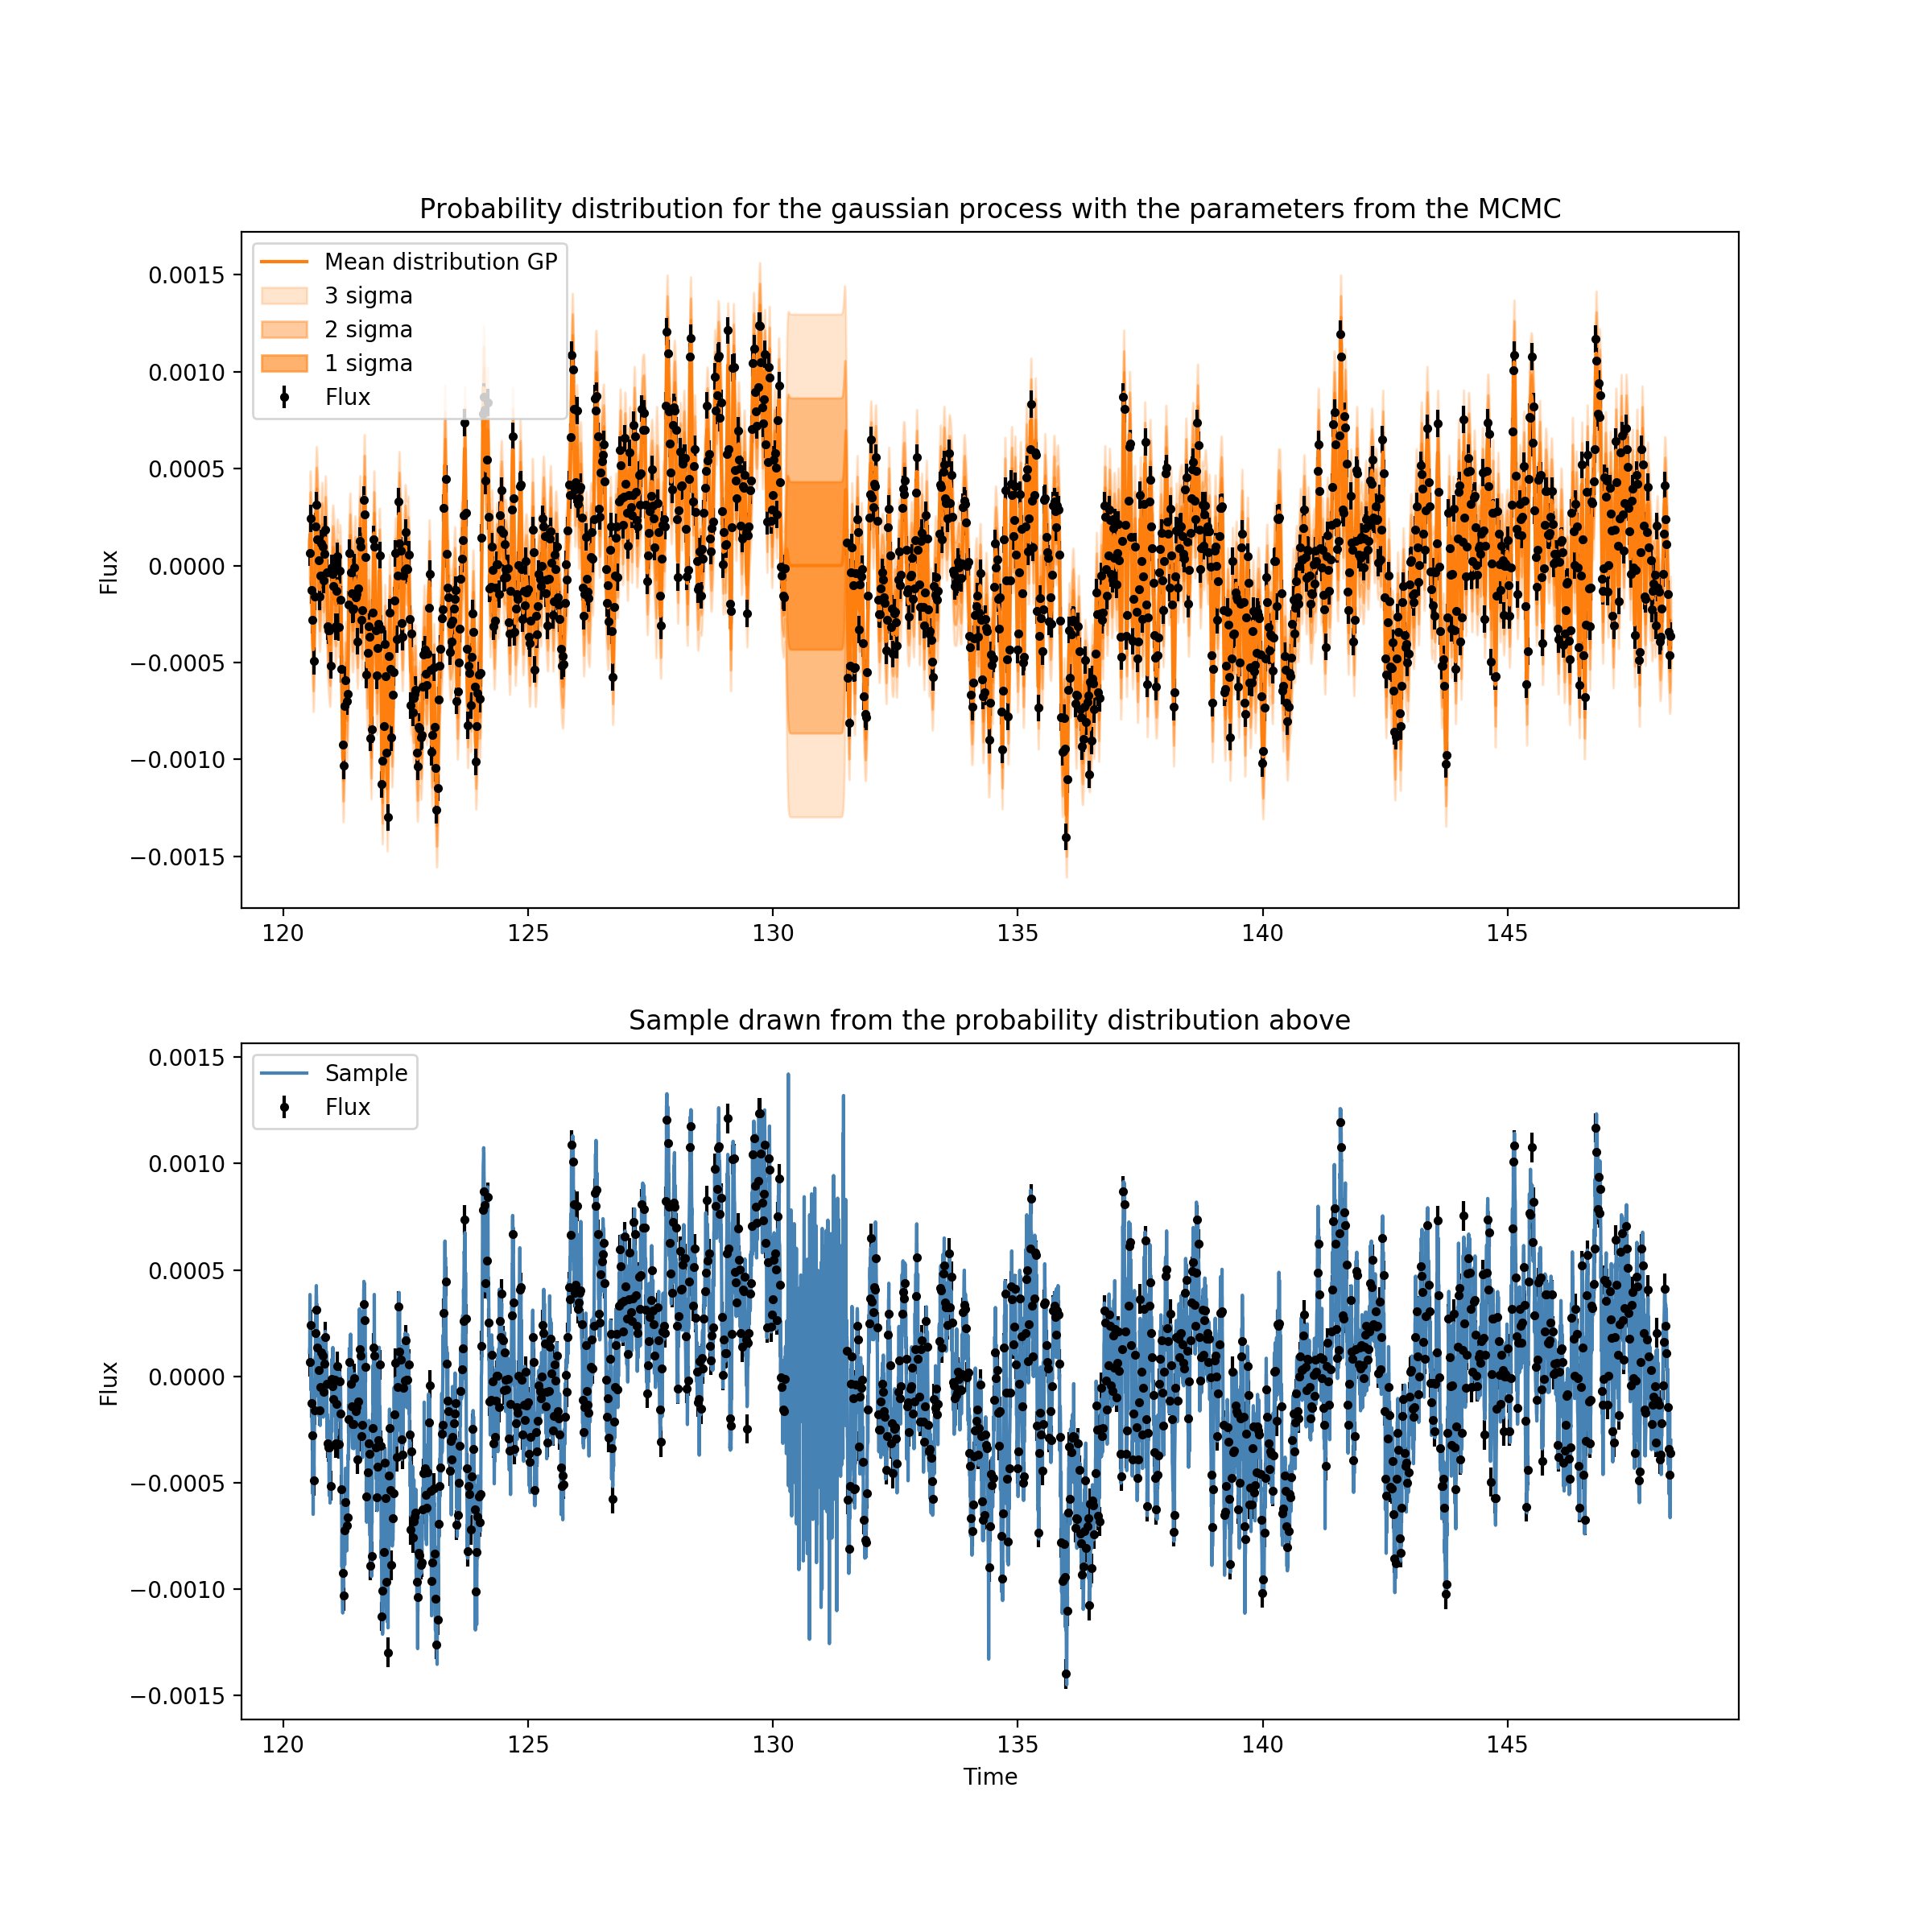 Probability distribution for the gaussian process with the parameters from the MCMC
Mean distribution GP
3 sigma
2 sigma
1 sigma
Flux
Flux
0.0015
0.0010
0.0005
0.0000
−0.0005
−0.0010
−0.0015
120 125 130 135 140 145
Sample drawn from the probability distribution above
Sample
Flux
Flux
0.0015
0.0010
0.0005
0.0000
−0.0005
−0.0010
−0.0015
120 125 130 135 140 145
Time